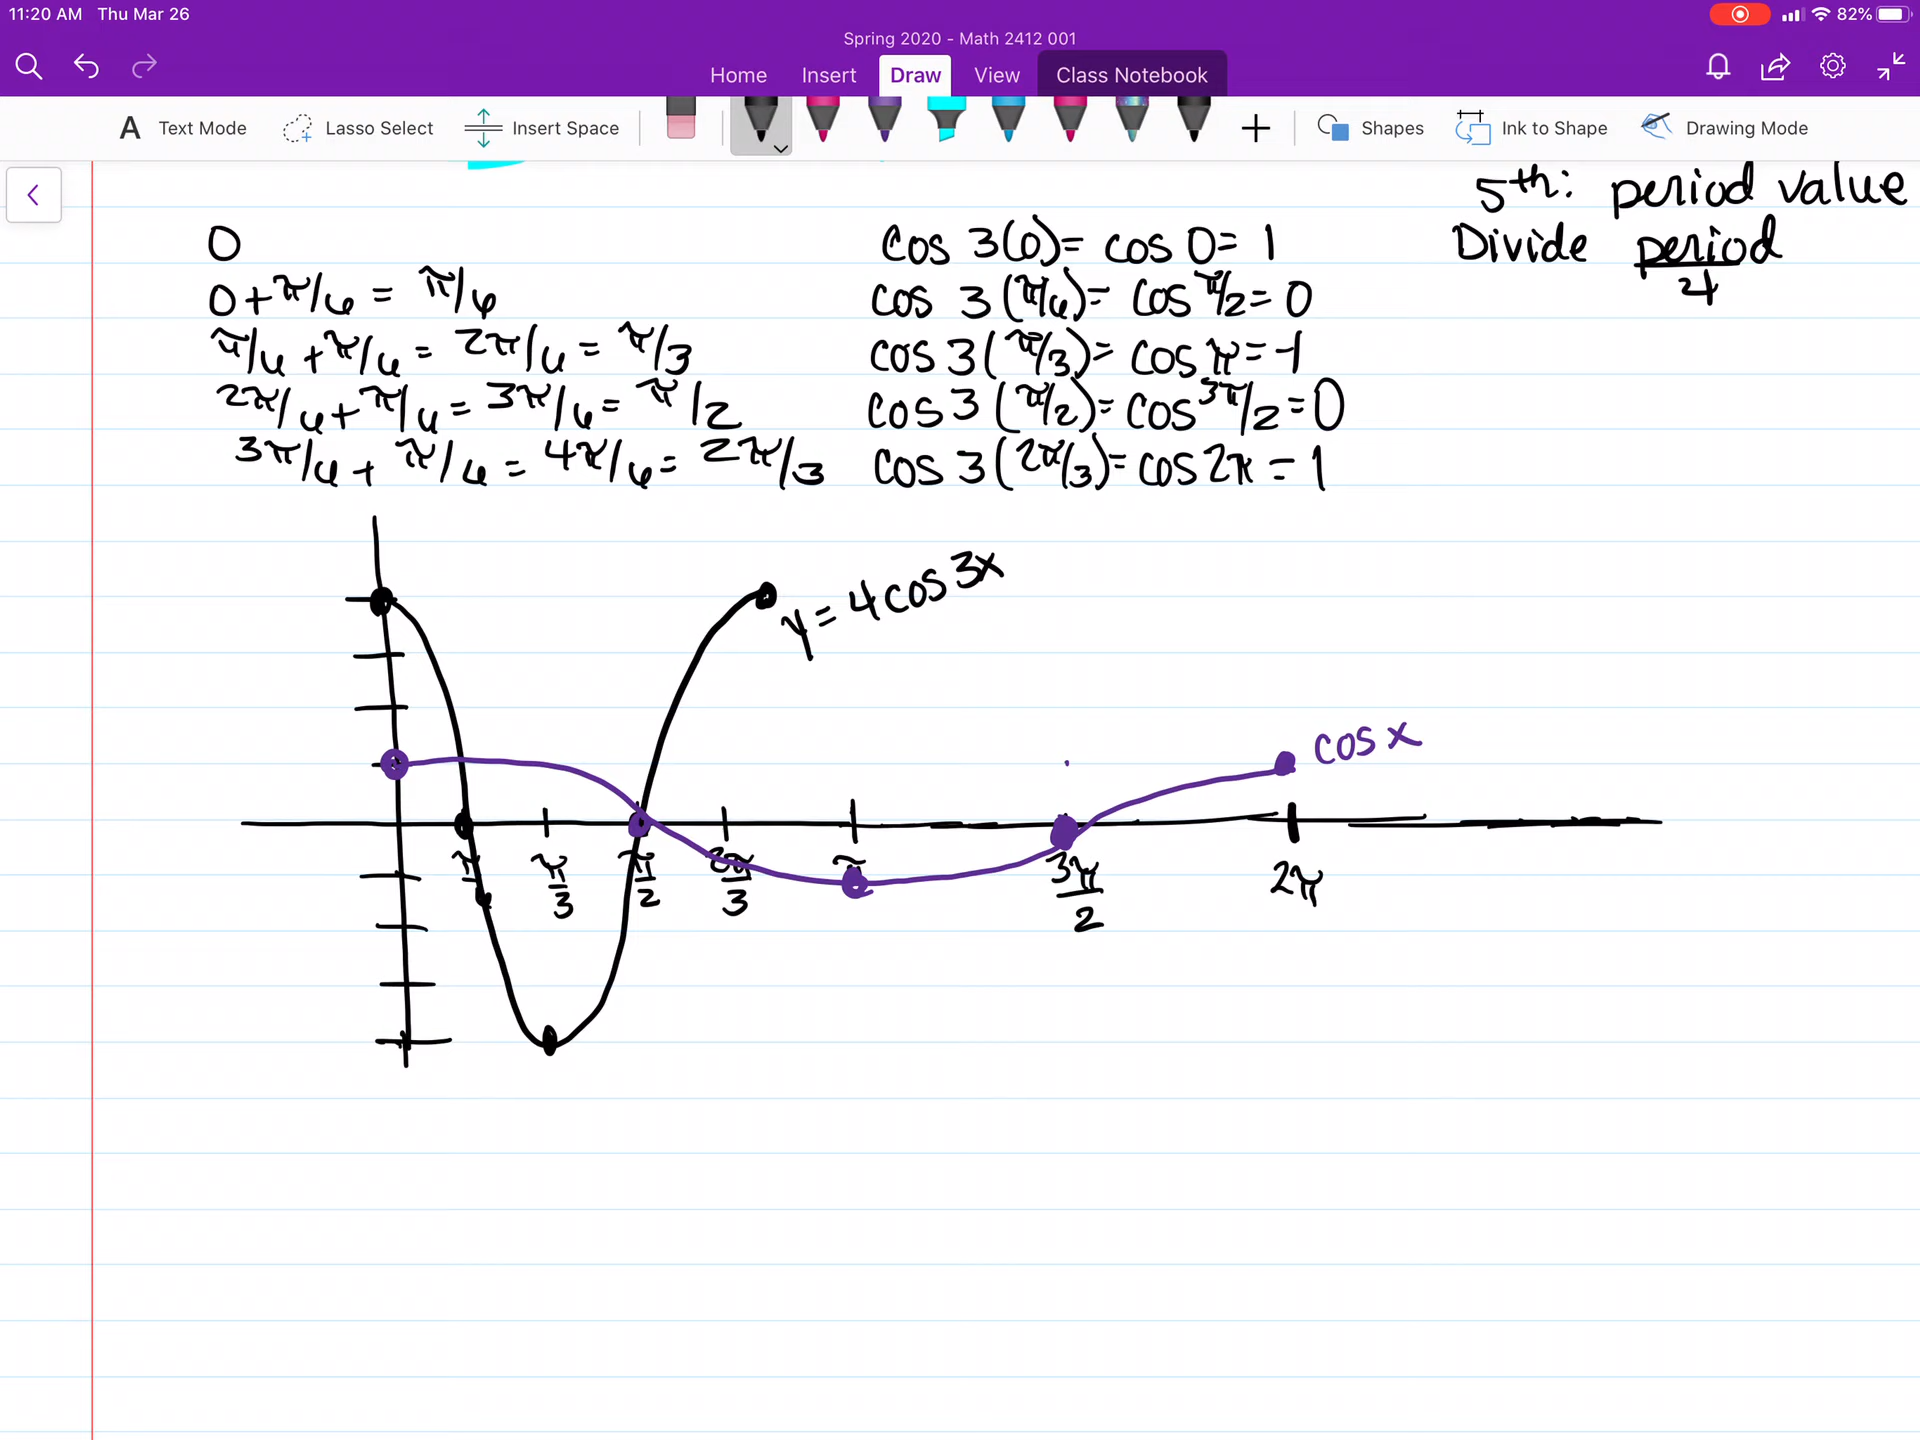 11:20 AM Thu Mar 26
82%
Spring 2020 - Math 2412 001
Home Insert Draw View Class Notebook
A Text Mode Lasso Select Insert Space Shapes Ink to Shape Drawing Mode
5th: period value
Divide period/4
0
0+π/6 = π/6
π/6 + π/6 = 2π/6 = π/3
2π/6 + π/6 = 3π/6 = π/2
3π/6 + π/6 = 4π/6 = 2π/3
cos 3(0) = cos 0 = 1
cos 3(π/6) = cos π/2 = 0
cos 3(π/3) = cos π = -1
cos 3(π/2) = cos 3π/2 = 0
cos 3(2π/3) = cos 2π = 1
y = 4cos3x
cos x
π/6 π/3 π/2 π/3 π 3π/2 2π